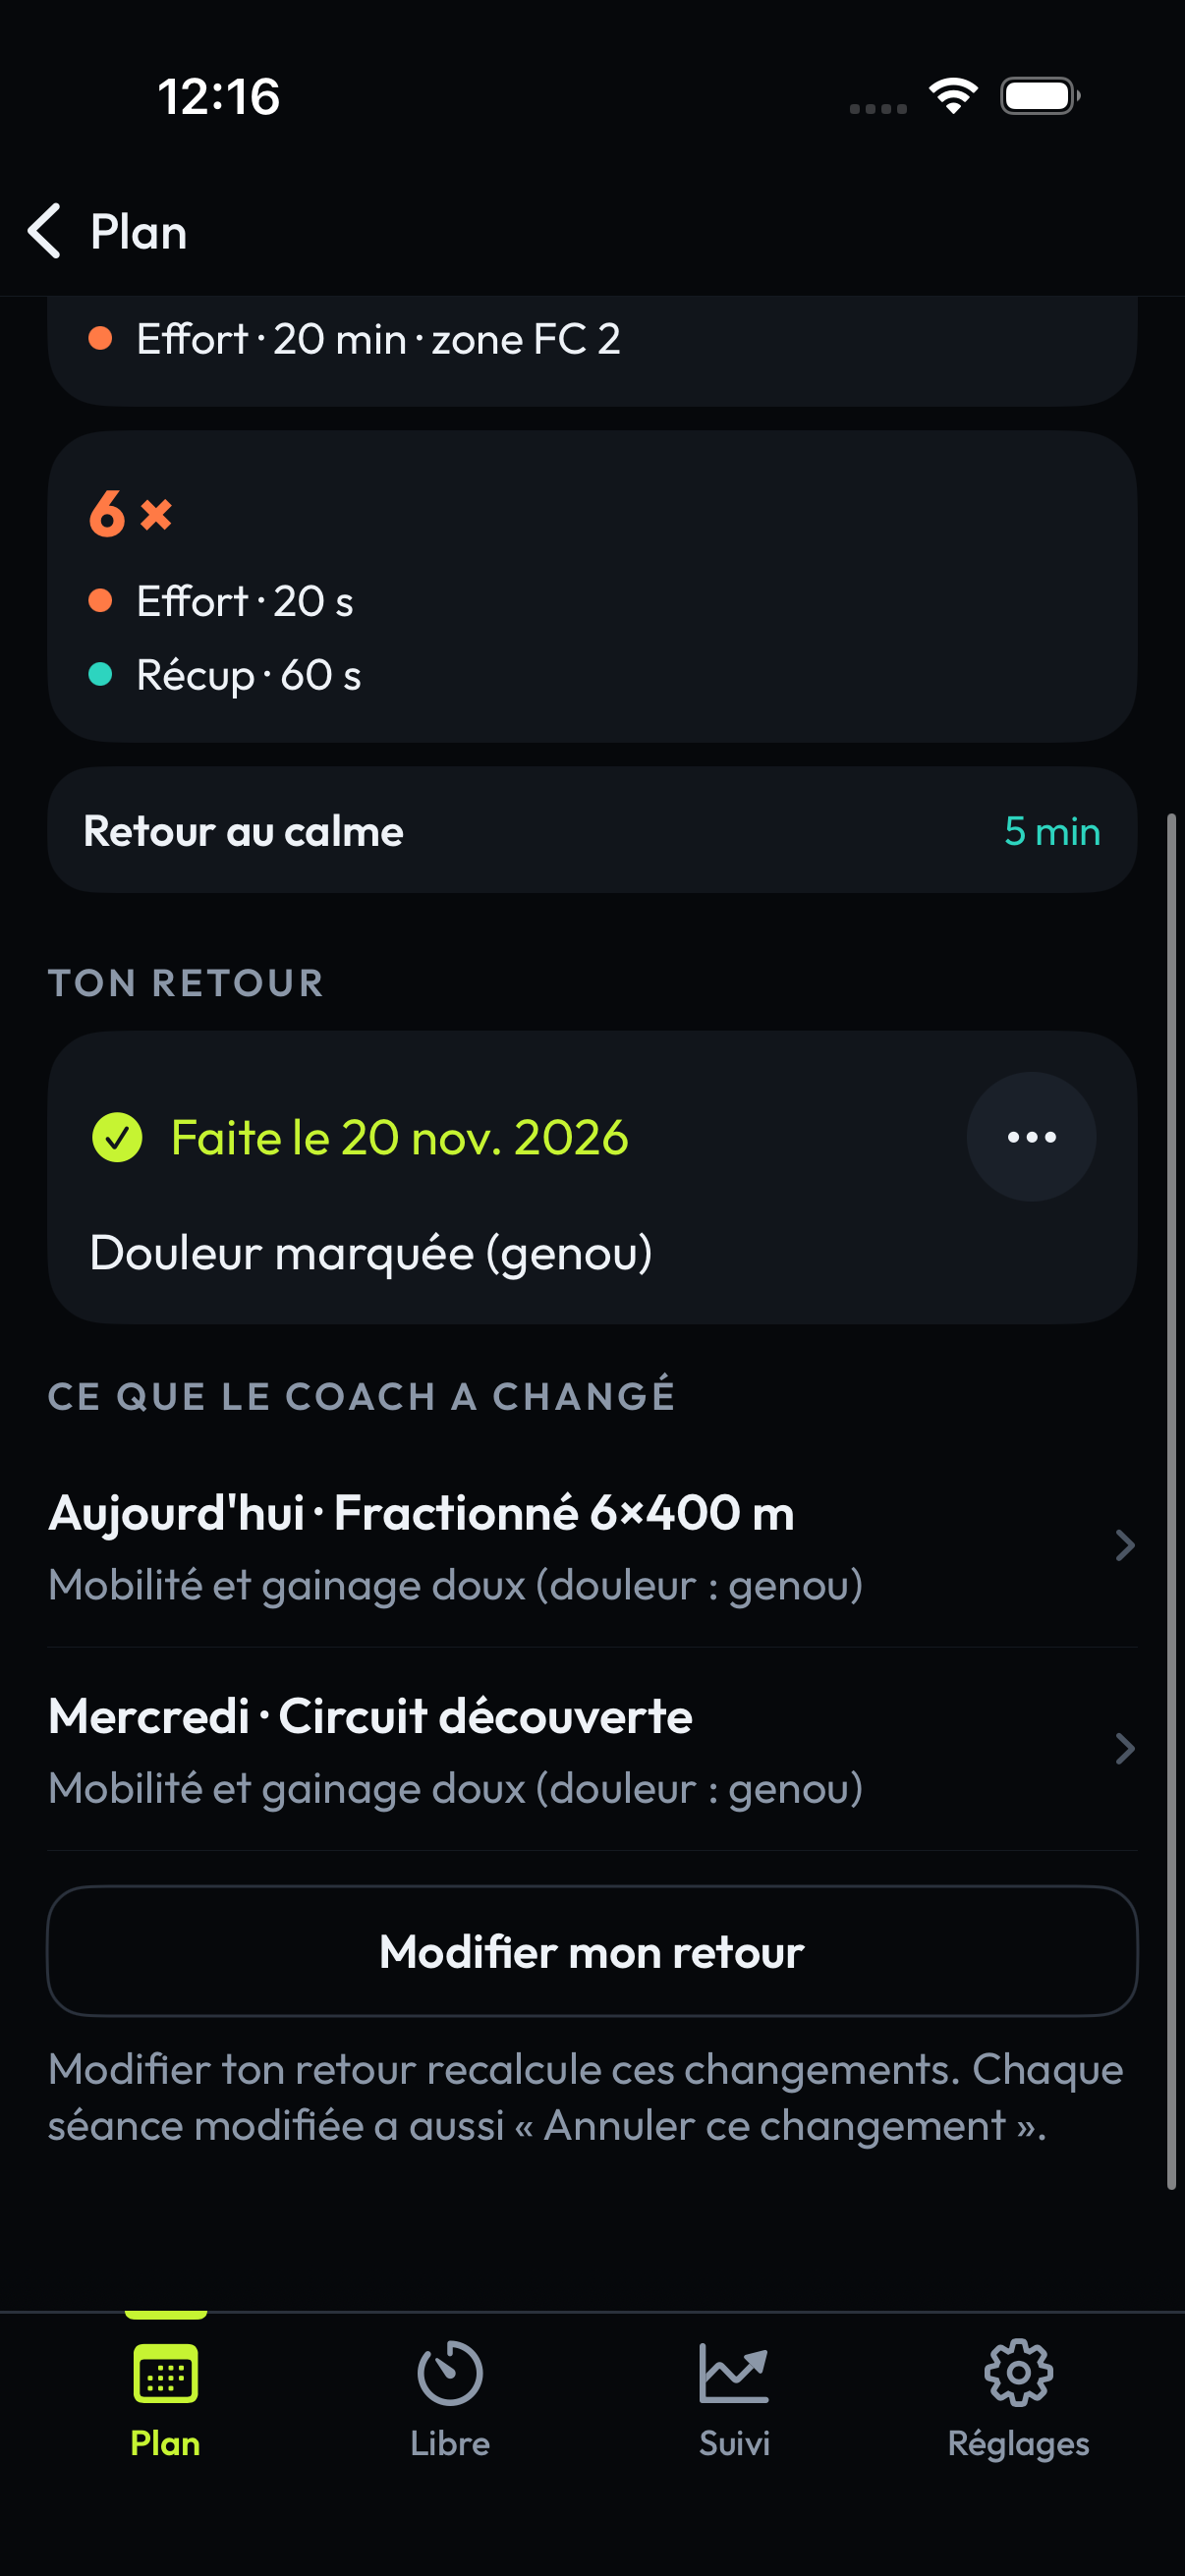 12:16
Plan
Effort · 20 min · zone FC 2
6 ×
Effort · 20 s
Récup · 60 s
Retour au calme
5 min
TON RETOUR
Faite le 20 nov. 2026
Douleur marquée (genou)
CE QUE LE COACH A CHANGÉ
Aujourd'hui · Fractionné 6×400 m
Mobilité et gainage doux (douleur : genou)
Mercredi · Circuit découverte
Mobilité et gainage doux (douleur : genou)
Modifier mon retour
Modifier ton retour recalcule ces changements. Chaque
séance modifiée a aussi « Annuler ce changement ».
Plan
Libre
Suivi
Réglages